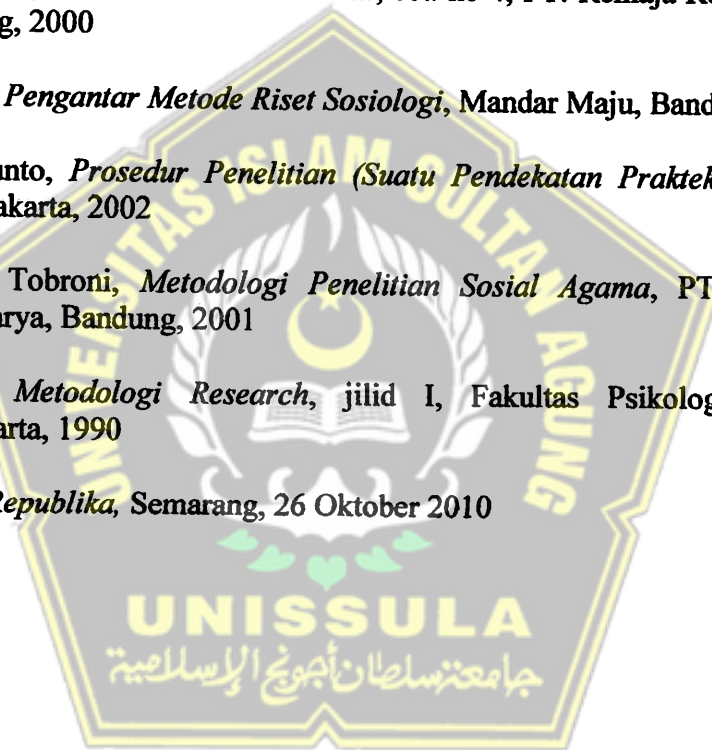 g, 2000
Pengantar Metode Riset Sosiologi, Mandar Maju, Band
unto, Prosedur Penelitian (Suatu Pendekatan Praktek
akarta, 2002
Tobroni, Metodologi Penelitian Sosial Agama, PT
arya, Bandung, 2001
Metodologi Research, jilid I, Fakultas Psikolog
arta, 1990
Republika, Semarang, 26 Oktober 2010
UNIVERSITAS ISLAM SULTAN AGUNG
UNISSULA
جامعة سلطان أجونج الإسلامية